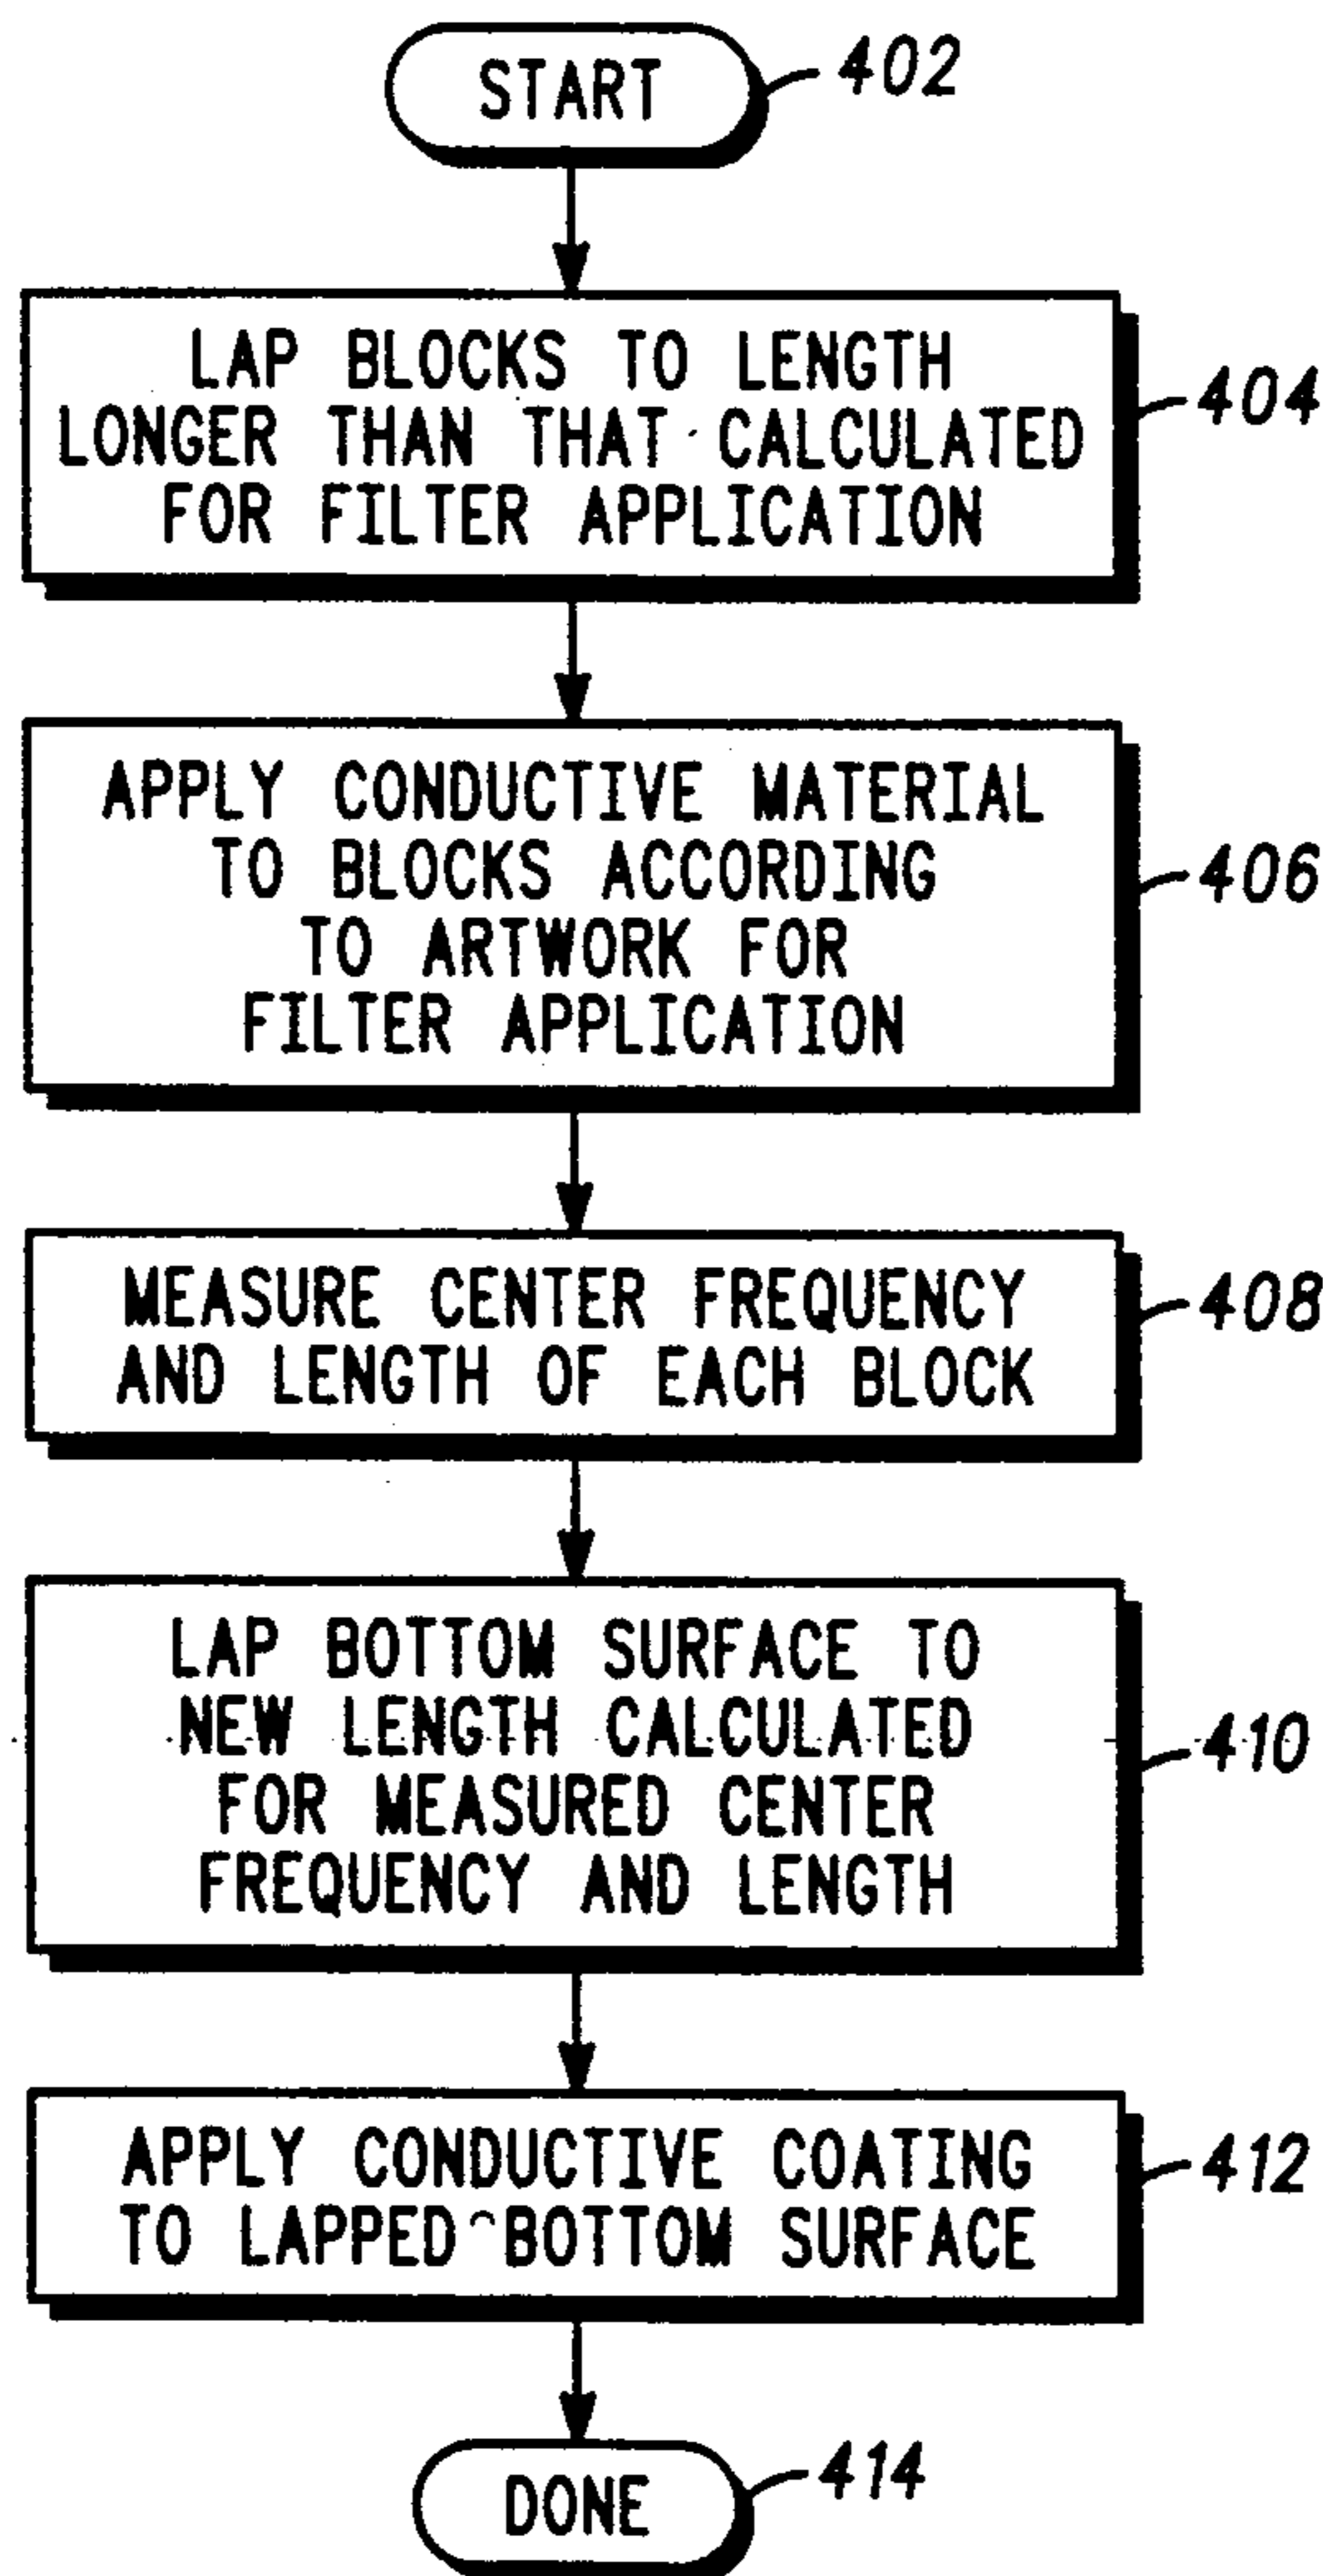 START
402
LAP BLOCKS TO LENGTH
LONGER THAN THAT CALCULATED
FOR FILTER APPLICATION
404
APPLY CONDUCTIVE MATERIAL
TO BLOCKS ACCORDING
TO ARTWORK FOR
FILTER APPLICATION
406
MEASURE CENTER FREQUENCY
AND LENGTH OF EACH BLOCK
408
LAP BOTTOM SURFACE TO
NEW LENGTH CALCULATED
FOR MEASURED CENTER
FREQUENCY AND LENGTH
410
APPLY CONDUCTIVE COATING
TO LAPPED BOTTOM SURFACE
412
DONE
414